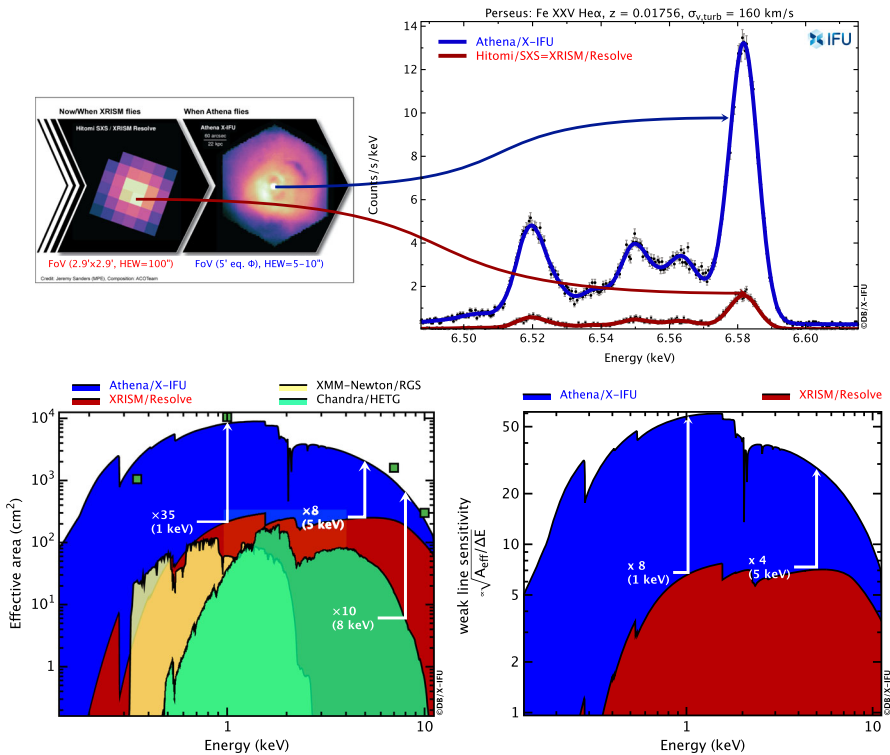 Perseus: Fe XXV Heα, z = 0.01756, σv,turb = 160 km/s
Athena/X-IFU
Hitomi/SXS=XRISM/Resolve
IFU
14
12
10
8
6
4
2
Counts/s/keV
6.50
6.52
6.54
6.56
6.58
6.60
Energy (keV)
©DB/X-IFU
Now/When XRISM flies
When Athena flies
Hitomi SXS / XRISM Resolve
Athena X-IFU
60 arcsec
22 kpc
FoV (2.9'x2.9', HEW=100")
FoV (5' eq. Φ), HEW=5-10")
Credit: Jeremy Sanders (MPE), Composition: ACOTeam
Athena/X-IFU
XRISM/Resolve
XMM-Newton/RGS
Chandra/HETG
10⁴
10³
10²
10¹
1
Effective area (cm²)
×35
(1 keV)
×8
(5 keV)
×10
(8 keV)
1
10
Energy (keV)
©DB/X-IFU
Athena/X-IFU
XRISM/Resolve
50
20
10
5
2
1
weak line sensitivity
∝√Aeff/ΔE
x 8
(1 keV)
x 4
(5 keV)
1
10
Energy (keV)
©DB/X-IFU